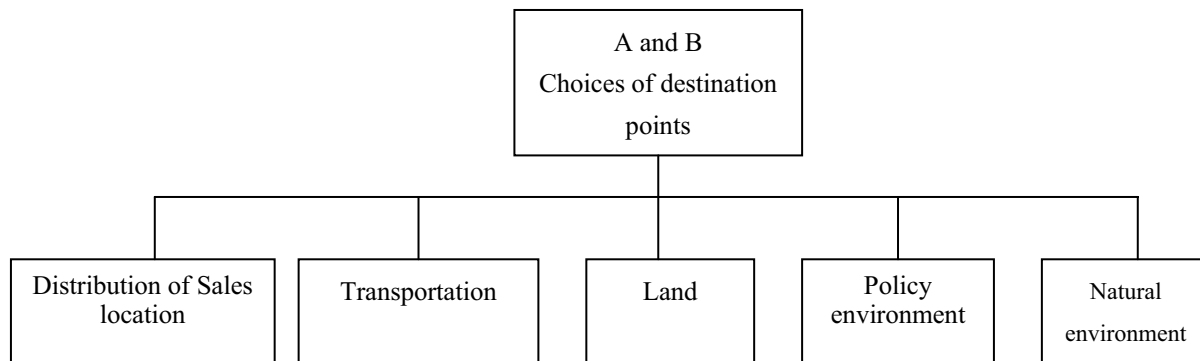 A and B
Choices of destination
points
Distribution of Sales
location
Transportation
Land
Policy
environment
Natural
environment